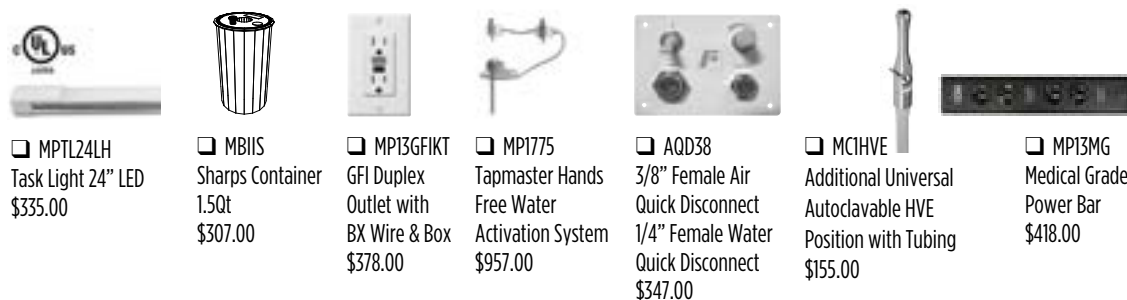 C UL US
❑ MPTL24LH
Task Light 24” LED
$335.00
❑ MBIIS
Sharps Container
1.5Qt
$307.00
❑ MP13GFIKT
GFI Duplex
Outlet with
BX Wire & Box
$378.00
❑ MP1775
Tapmaster Hands
Free Water
Activation System
$957.00
❑ AQD38
3/8” Female Air
Quick Disconnect
1/4” Female Water
Quick Disconnect
$347.00
❑ MC1HVE
Additional Universal
Autoclavable HVE
Position with Tubing
$155.00
❑ MP13MG
Medical Grade
Power Bar
$418.00